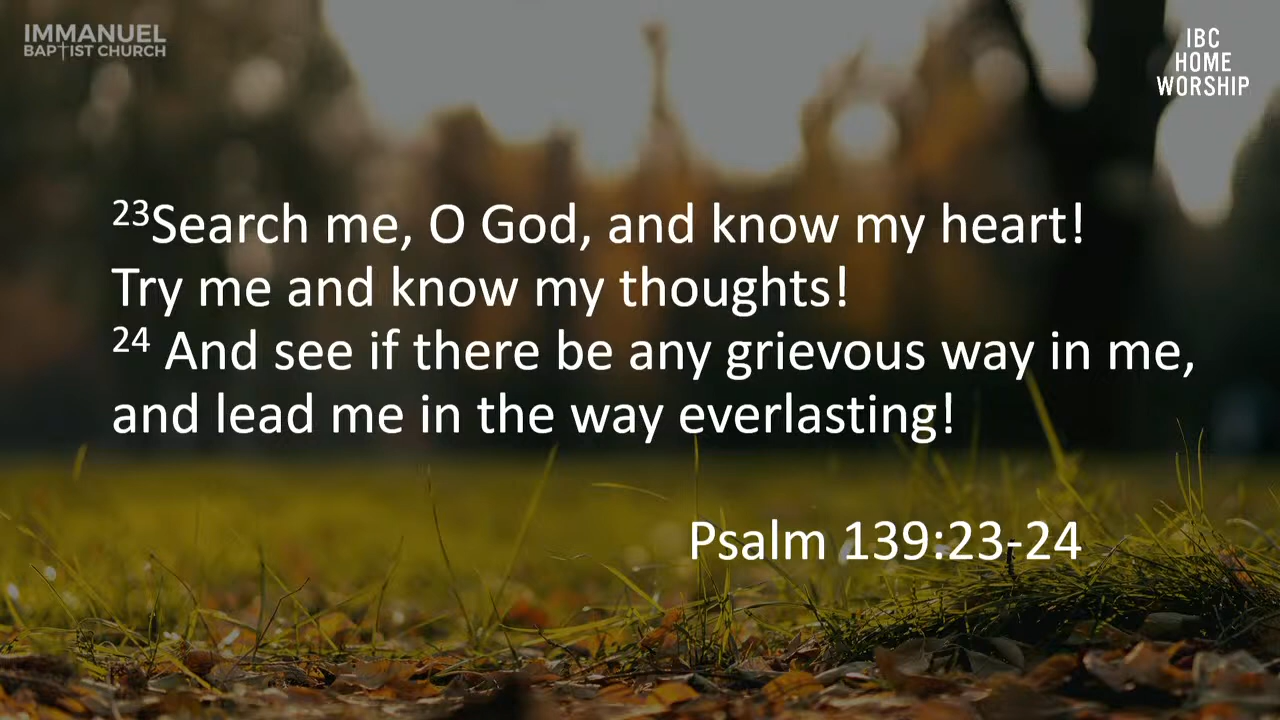 IMMANUEL
BAPTIST CHURCH
IBC
HOME
WORSHIP
23Search me, O God, and know my heart!
Try me and know my thoughts!
24 And see if there be any grievous way in me,
and lead me in the way everlasting!
Psalm 139:23-24